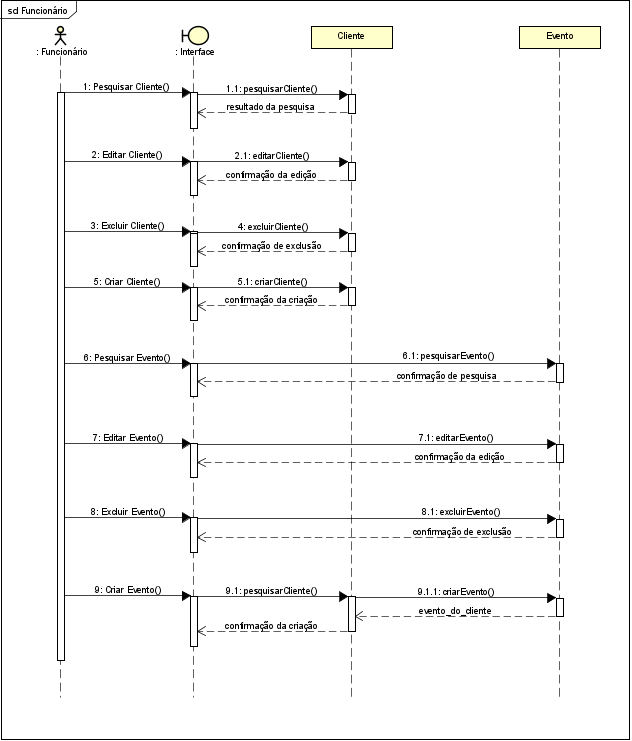 sd Funcionário
: Funcionário
: Interface
Cliente
Evento
1: Pesquisar Cliente()
1.1: pesquisarCliente()
resultado da pesquisa
2: Editar Cliente()
2.1: editarCliente()
confirmação da edição
3: Excluir Cliente()
4: excluirCliente()
confirmação de exclusão
5: Criar Cliente()
5.1: criarCliente()
confirmação da criação
6: Pesquisar Evento()
6.1: pesquisarEvento()
confirmação de pesquisa
7: Editar Evento()
7.1: editarEvento()
confirmação da edição
8: Excluir Evento()
8.1: excluirEvento()
confirmação de exclusão
9: Criar Evento()
9.1: pesquisarCliente()
9.1.1: criarEvento()
evento_do_cliente
confirmação da criação